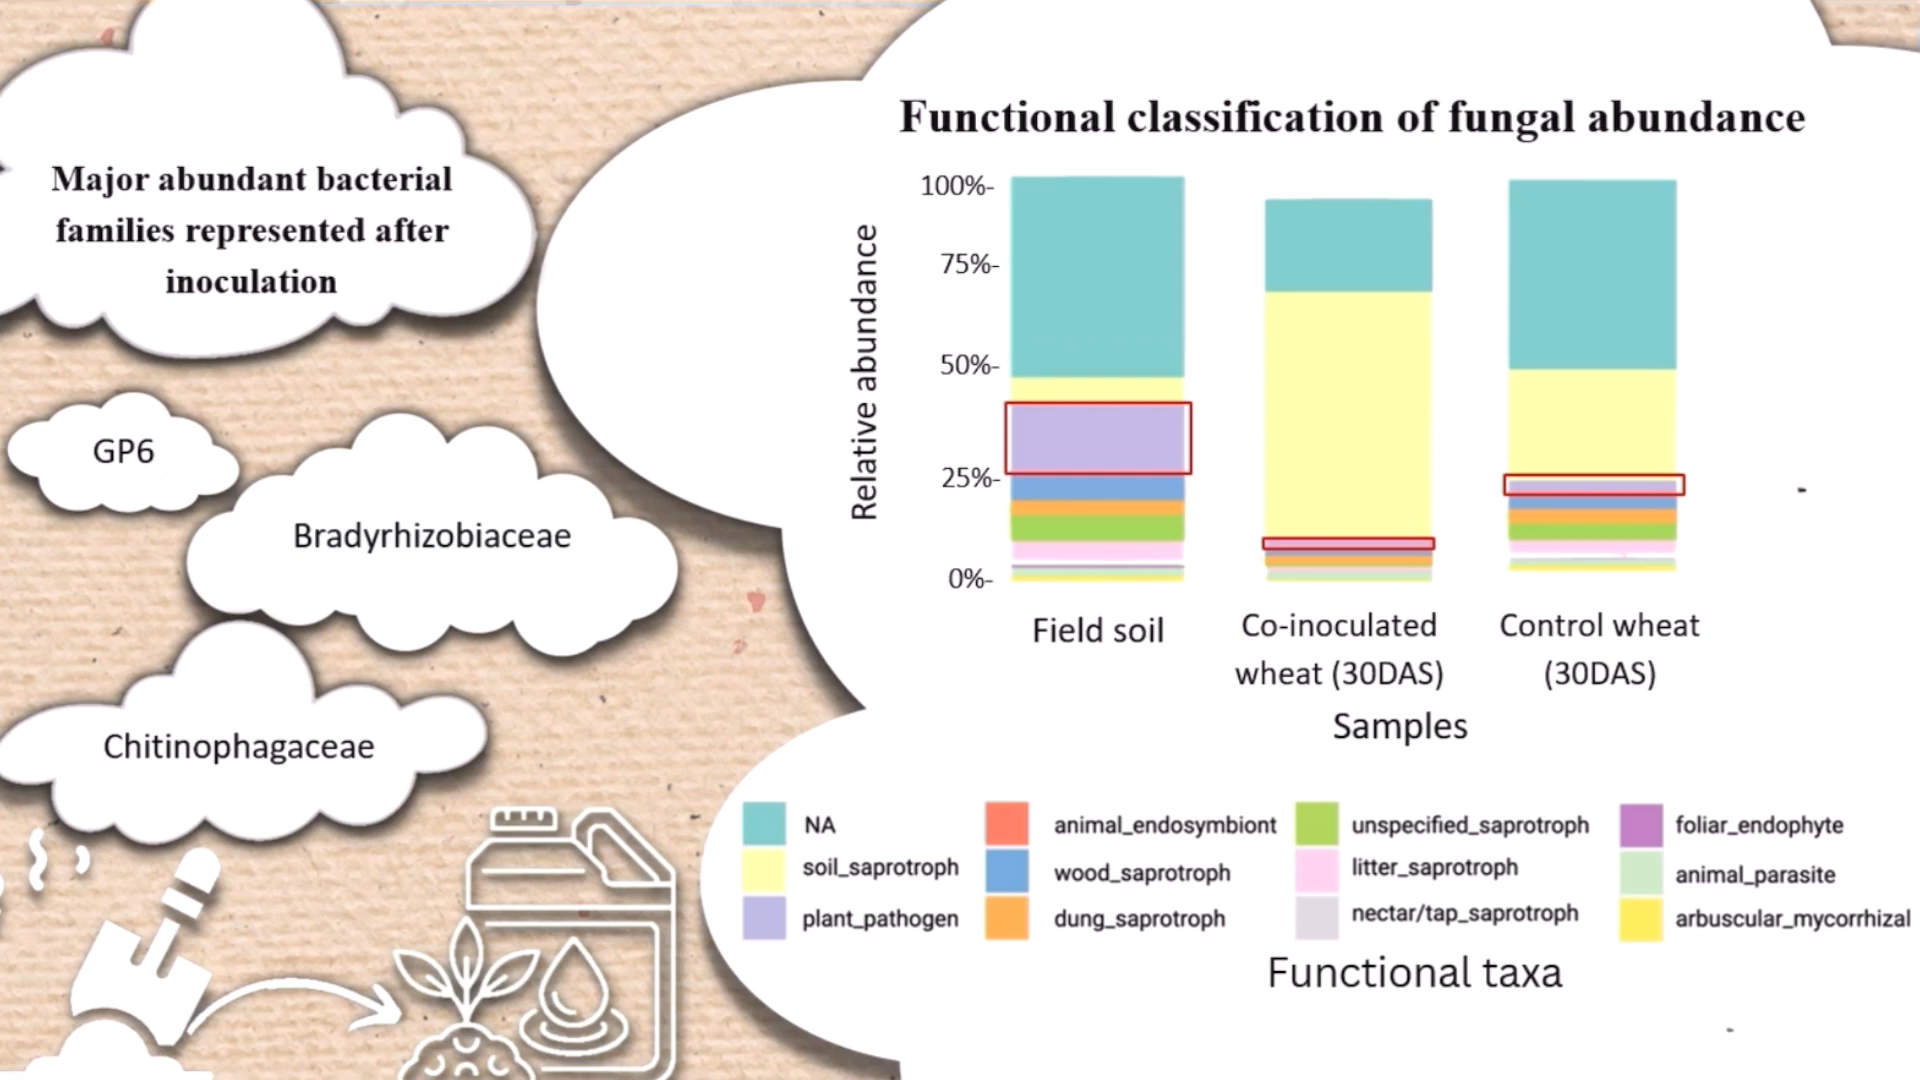 Major abundant bacterial
families represented after
inoculation
GP6
Bradyrhizobiaceae
Chitinophagaceae
Functional classification of fungal abundance
Relative abundance
100%-
75%-
50%-
25%-
0%-
Field soil
Co-inoculated
wheat (30DAS)
Control wheat
(30DAS)
Samples
NA
soil_saprotroph
plant_pathogen
animal_endosymbiont
wood_saprotroph
dung_saprotroph
unspecified_saprotroph
litter_saprotroph
nectar/tap_saprotroph
foliar_endophyte
animal_parasite
arbuscular_mycorrhizal
Functional taxa